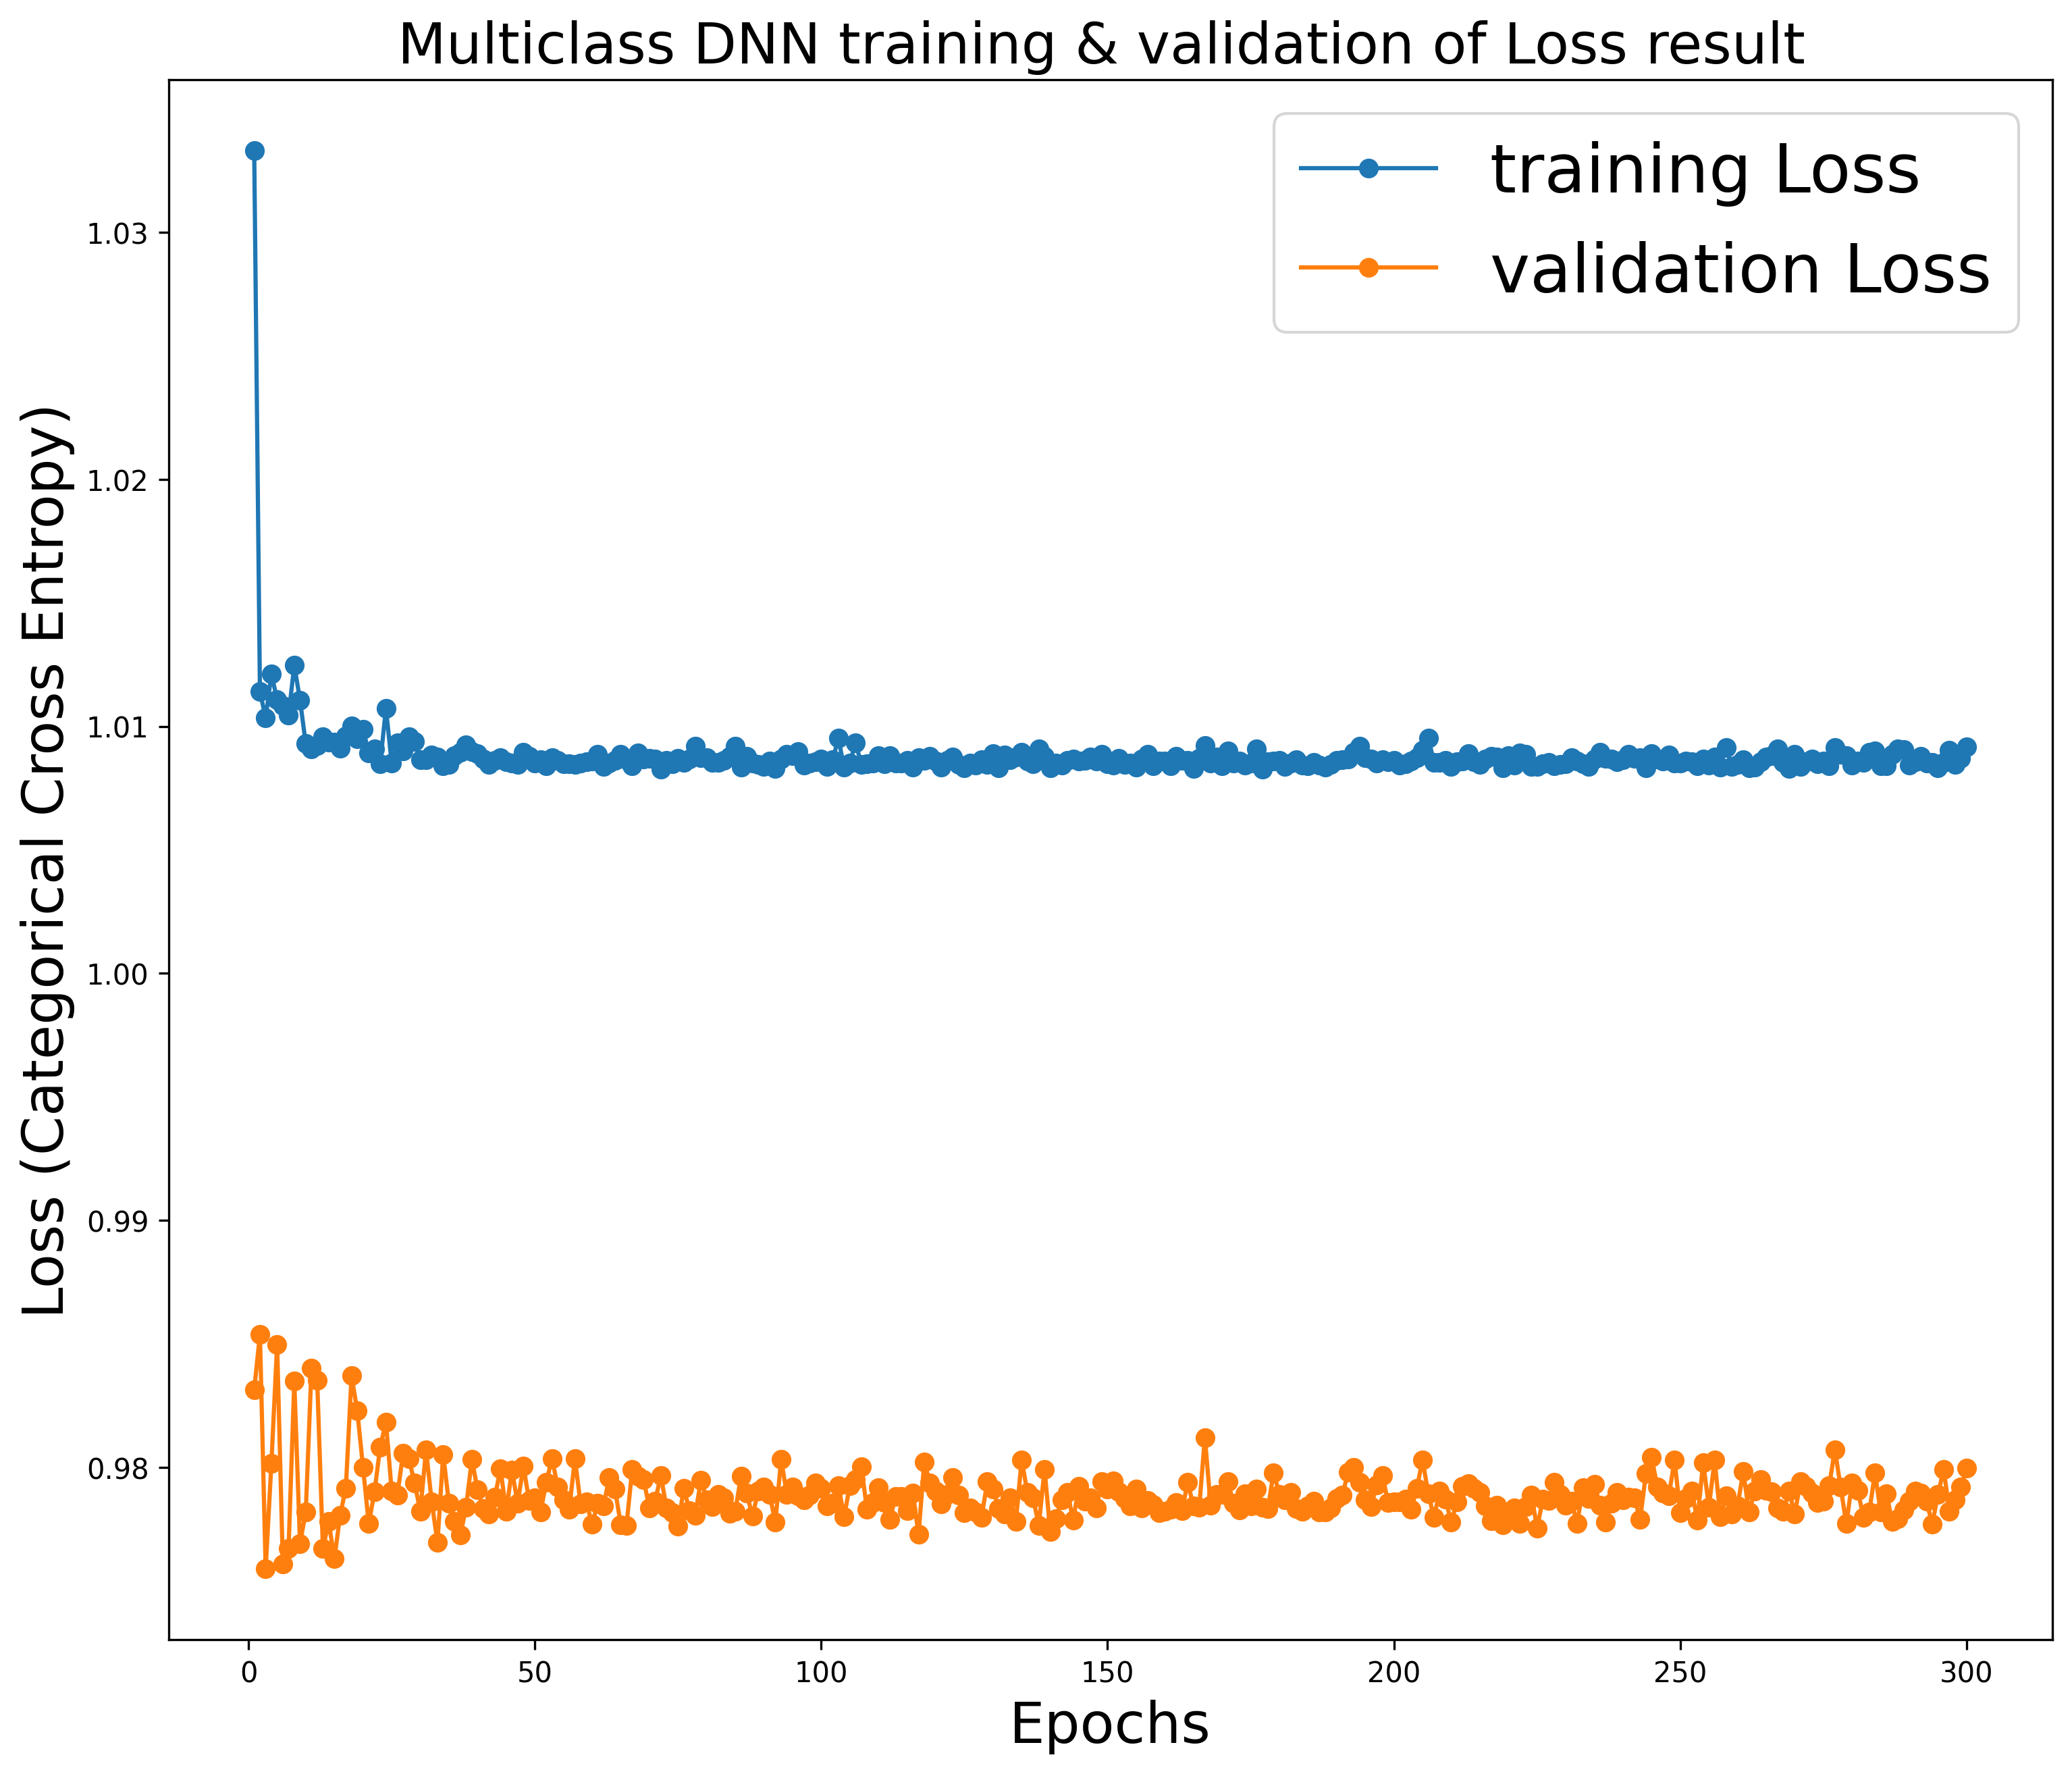 Multiclass DNN training & validation of Loss result
training Loss
validation Loss
Loss (Categorical Cross Entropy)
1.03
1.02
1.01
1.00
0.99
0.98
0 50 100 150 200 250 300
Epochs